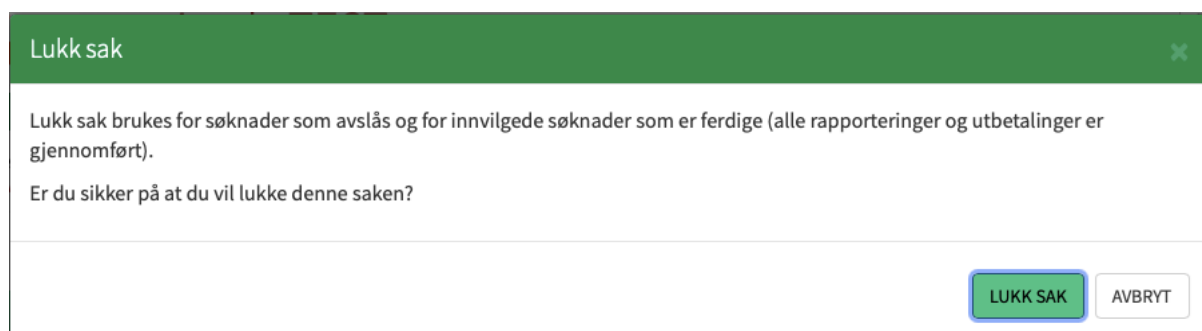 Lukk sak
Lukk sak brukes for søknader som avslås og for innvilgede søknader som er ferdige (alle rapporteringer og utbetalinger er
gjennomført).
Er du sikker på at du vil lukke denne saken?
LUKK SAK AVBRYT